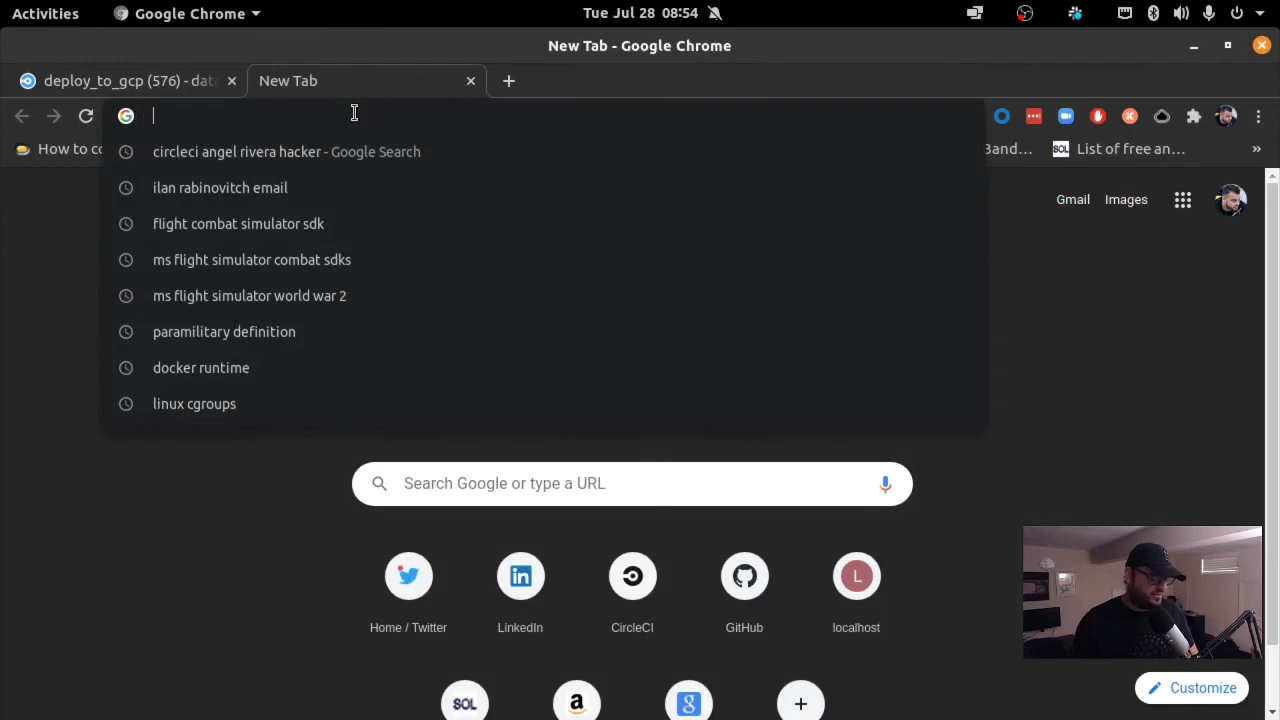 Activities
Google Chrome
Tue Jul 28 08:54
New Tab - Google Chrome
deploy_to_gcp (576) - data
New Tab
How to co
Band…
SOL
List of free an…
circleci angel rivera hacker - Google Search
ilan rabinovitch email
flight combat simulator sdk
ms flight simulator combat sdks
ms flight simulator world war 2
paramilitary definition
docker runtime
linux cgroups
Gmail
Images
Search Google or type a URL
in
L
Home / Twitter
LinkedIn
CircleCI
GitHub
localhost
SOL
a
g
Customize